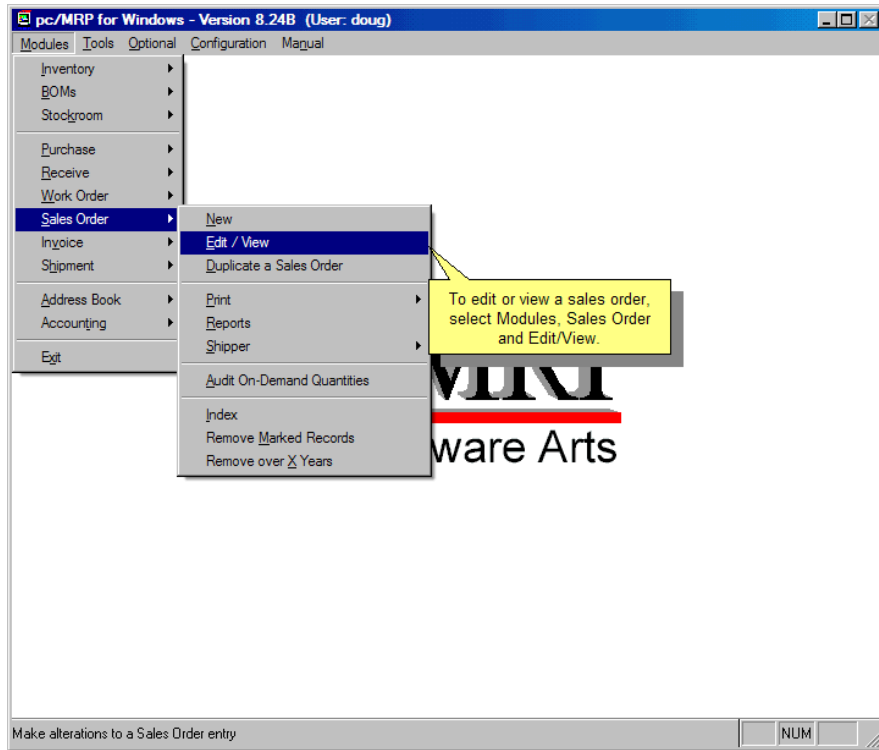 pc/MRP for Windows - Version 8.24B (User: doug)
Modules Tools Optional Configuration Manual
Inventory
BOMs
Stockroom
Purchase
Receive
Work Order
Sales Order
Invoice
Shipment
Address Book
Accounting
Exit
New
Edit / View
Duplicate a Sales Order
Print
Reports
Shipper
Audit On-Demand Quantities
Index
Remove Marked Records
Remove over X Years
To edit or view a sales order,
select Modules, Sales Order
and Edit/View.
MRP
ware Arts
Make alterations to a Sales Order entry
NUM